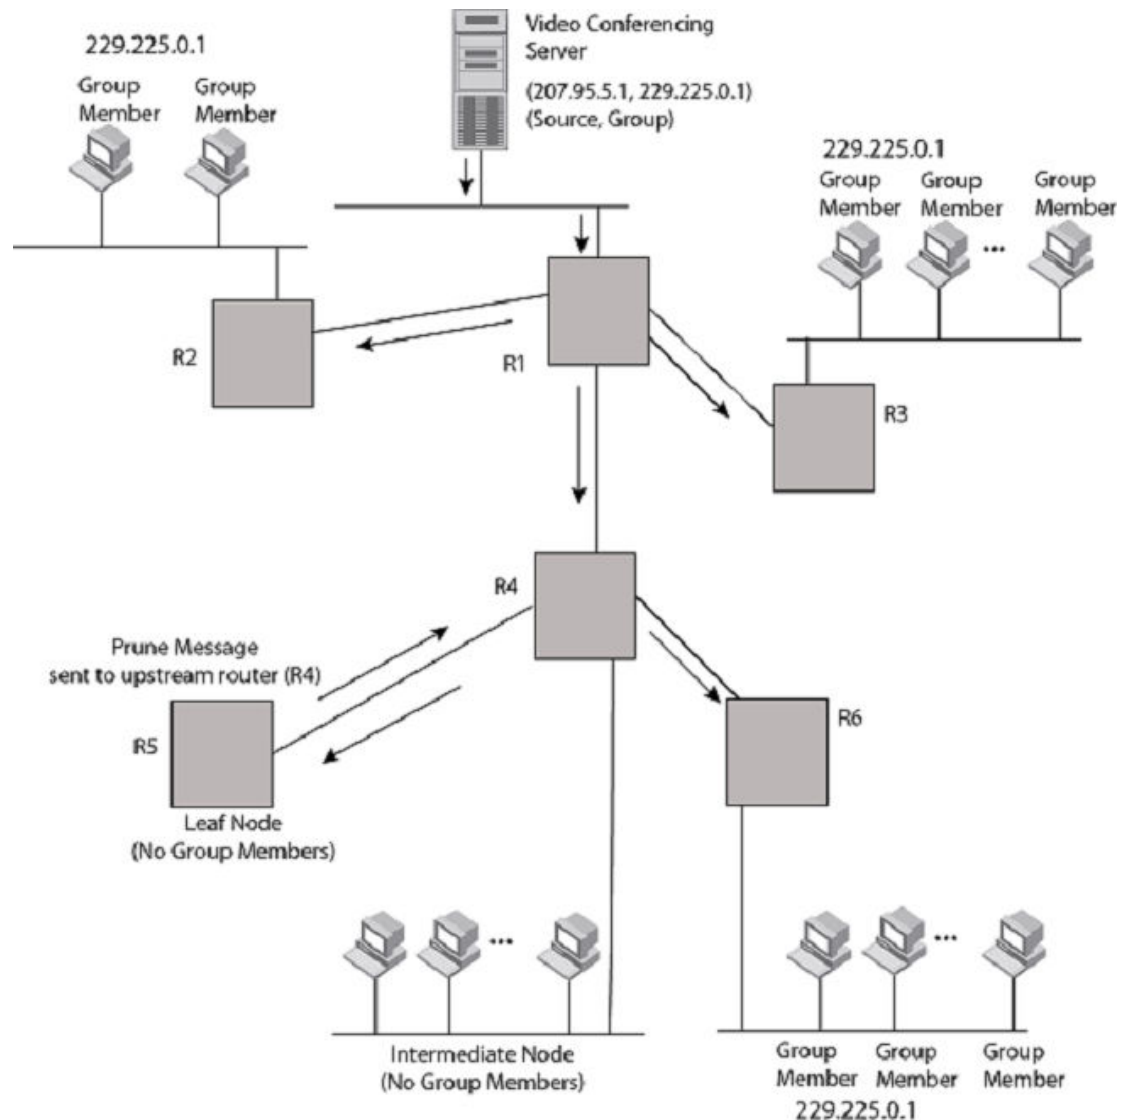 229.225.0.1
Group
Member
Group
Member
Video Conferencing
Server
(207.95.5.1, 229.225.0.1)
(Source, Group)
229.225.0.1
Group
Member
Group
Member
Group
Member
...
R2
R1
R3
R4
Prune Message
sent to upstream router (R4)
R5
Leaf Node
(No Group Members)
R6
...
Intermediate Node
(No Group Members)
...
Group
Member
Group
Member
Group
Member
229.225.0.1